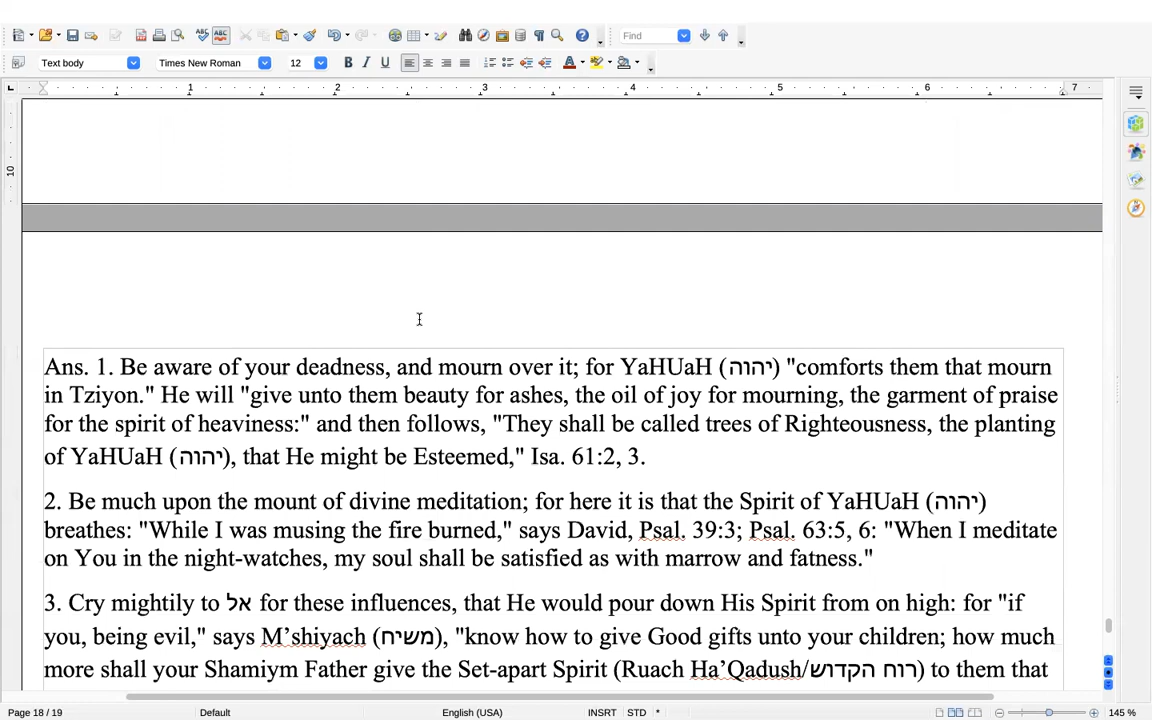 Find
Text body Times New Roman 12
1 2 3 4 5 6 7
10
Ans. 1. Be aware of your deadness, and mourn over it; for YaHUaH (יהוה) "comforts them that mourn
in Tziyon." He will "give unto them beauty for ashes, the oil of joy for mourning, the garment of praise
for the spirit of heaviness:" and then follows, "They shall be called trees of Righteousness, the planting
of YaHUaH (יהוה), that He might be Esteemed," Isa. 61:2, 3.
2. Be much upon the mount of divine meditation; for here it is that the Spirit of YaHUaH (יהוה)
breathes: "While I was musing the fire burned," says David, Psal. 39:3; Psal. 63:5, 6: "When I meditate
on You in the night-watches, my soul shall be satisfied as with marrow and fatness."
3. Cry mightily to אל for these influences, that He would pour down His Spirit from on high: for "if
you, being evil," says M’shiyach (משיח), "know how to give Good gifts unto your children; how much
more shall your Shamiym Father give the Set-apart Spirit (Ruach Ha’Qadush/רוח הקדוש) to them that
Page 18 / 19 Default English (USA) INSRT STD * 145 %